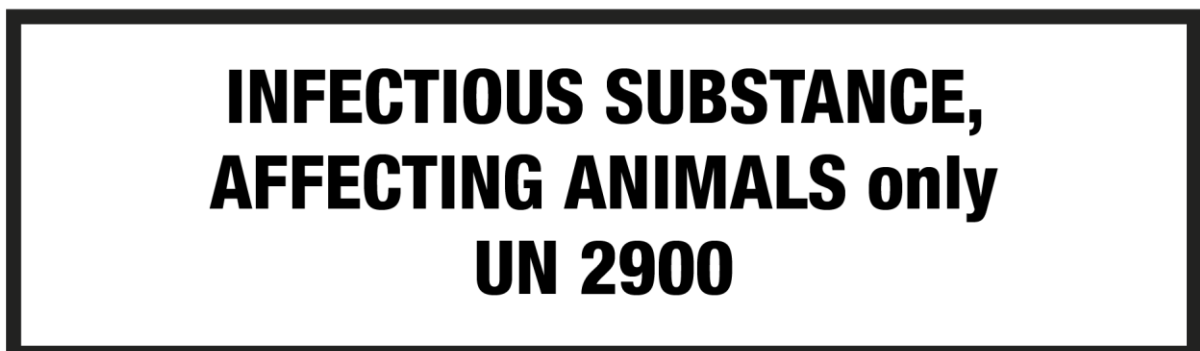 INFECTIOUS SUBSTANCE,
AFFECTING ANIMALS only
UN 2900